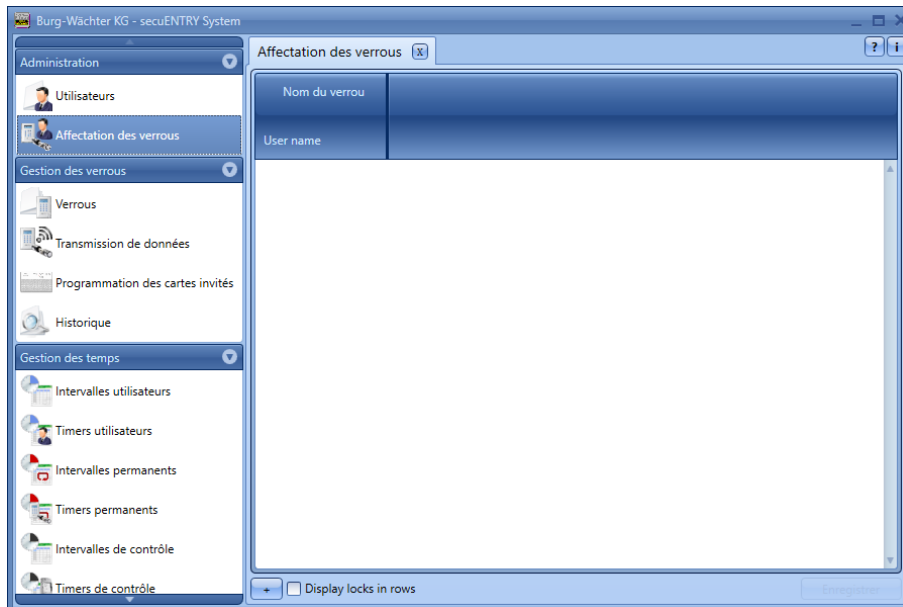 Burg-Wächter KG - secuENTRY System
Administration
Utilisateurs
Affectation des verrous
Gestion des verrous
Verrous
Transmission de données
Programmation des cartes invités
Historique
Gestion des temps
Intervalles utilisateurs
Timers utilisateurs
Intervalles permanents
Timers permanents
Intervalles de contrôle
Timers de contrôle
Affectation des verrous X
? i
Nom du verrou
User name
+ Display locks in rows
Enregistrer